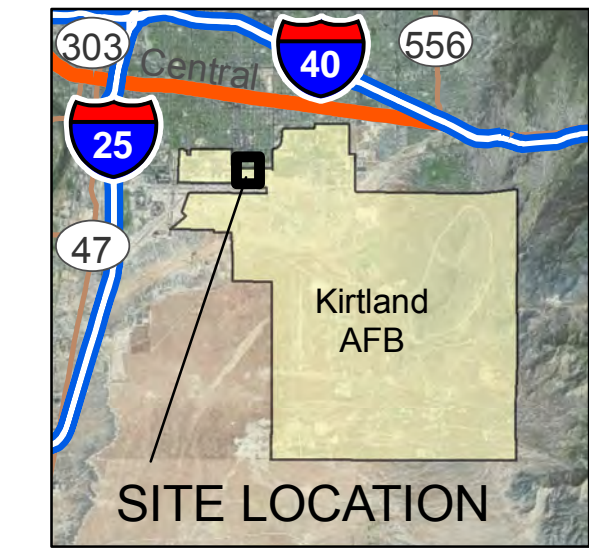 303
Central
40
556
25
47
Kirtland
AFB
SITE LOCATION